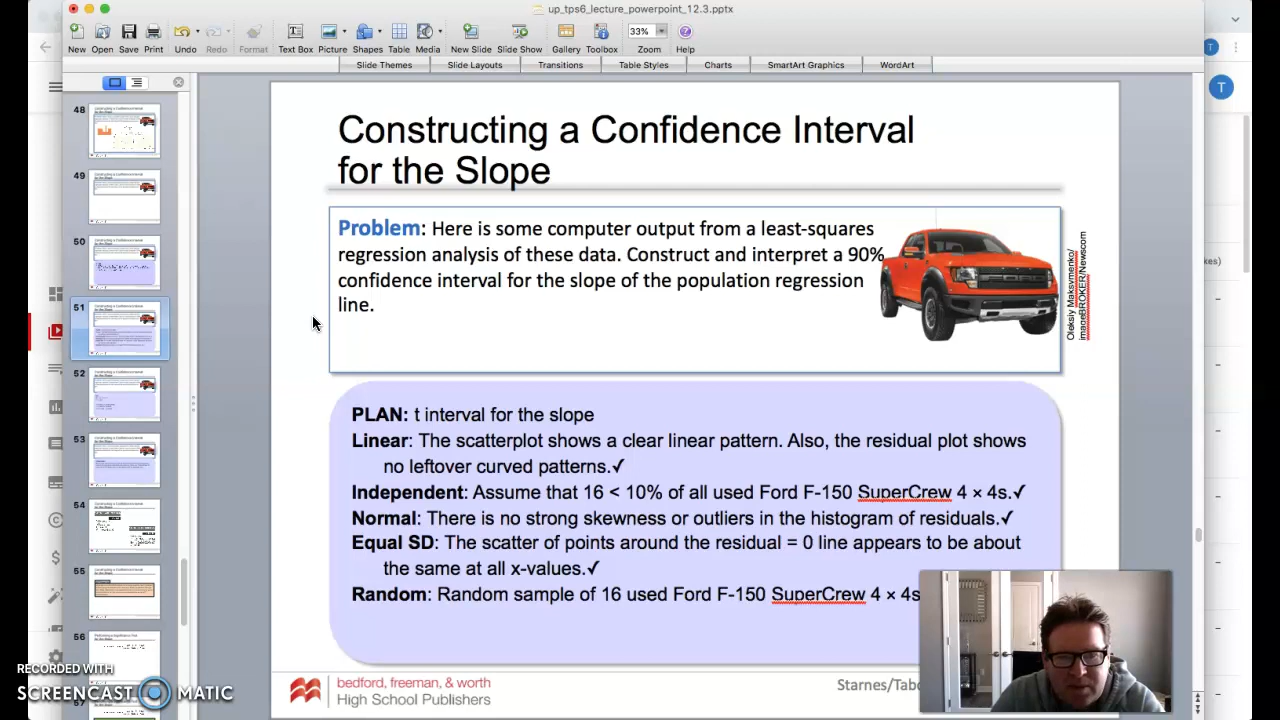 up_tps6_lecture_powerpoint_12.3.pptx
New Open Save Print Undo Redo Format Text Box Picture Shapes Table Media New Slide Slide Show Gallery Toolbox Zoom Help
33%
Slide Themes Slide Layouts Transitions Table Styles Charts SmartArt Graphics WordArt
T
T
48
49
50
51
52
53
54
55
56
57
Constructing a Confidence Interval
for the Slope
Problem: Here is some computer output from a least-squares
regression analysis of these data. Construct and interpret a 90%
confidence interval for the slope of the population regression
line.
Oleksiy Maksymenko/
imageBROKER/Newscom
PLAN: t interval for the slope
Linear: The scatterplot shows a clear linear pattern. Also, the residual plot shows
no leftover curved patterns.✓
Independent: Assume that 16 < 10% of all used Ford F-150 SuperCrew 4 × 4s.✓
Normal: There is no strong skewness or outliers in the histogram of residuals.✓
Equal SD: The scatter of points around the residual = 0 line appears to be about
the same at all x-values.✓
Random: Random sample of 16 used Ford F-150 SuperCrew 4 × 4s
bedford, freeman, & worth
High School Publishers
Starnes/Tabo
RECORDED WITH
SCREENCAST MATIC